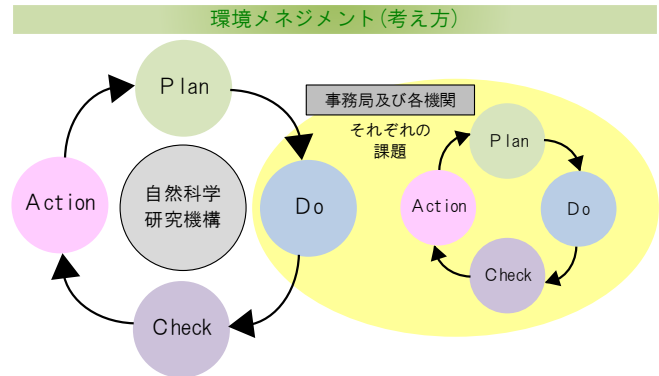 環境メネジメント(考え方)
Plan
Action
自然科学
研究機構
Do
Check
事務局及び各機関
それぞれの
課題
Plan
Action
Do
Check